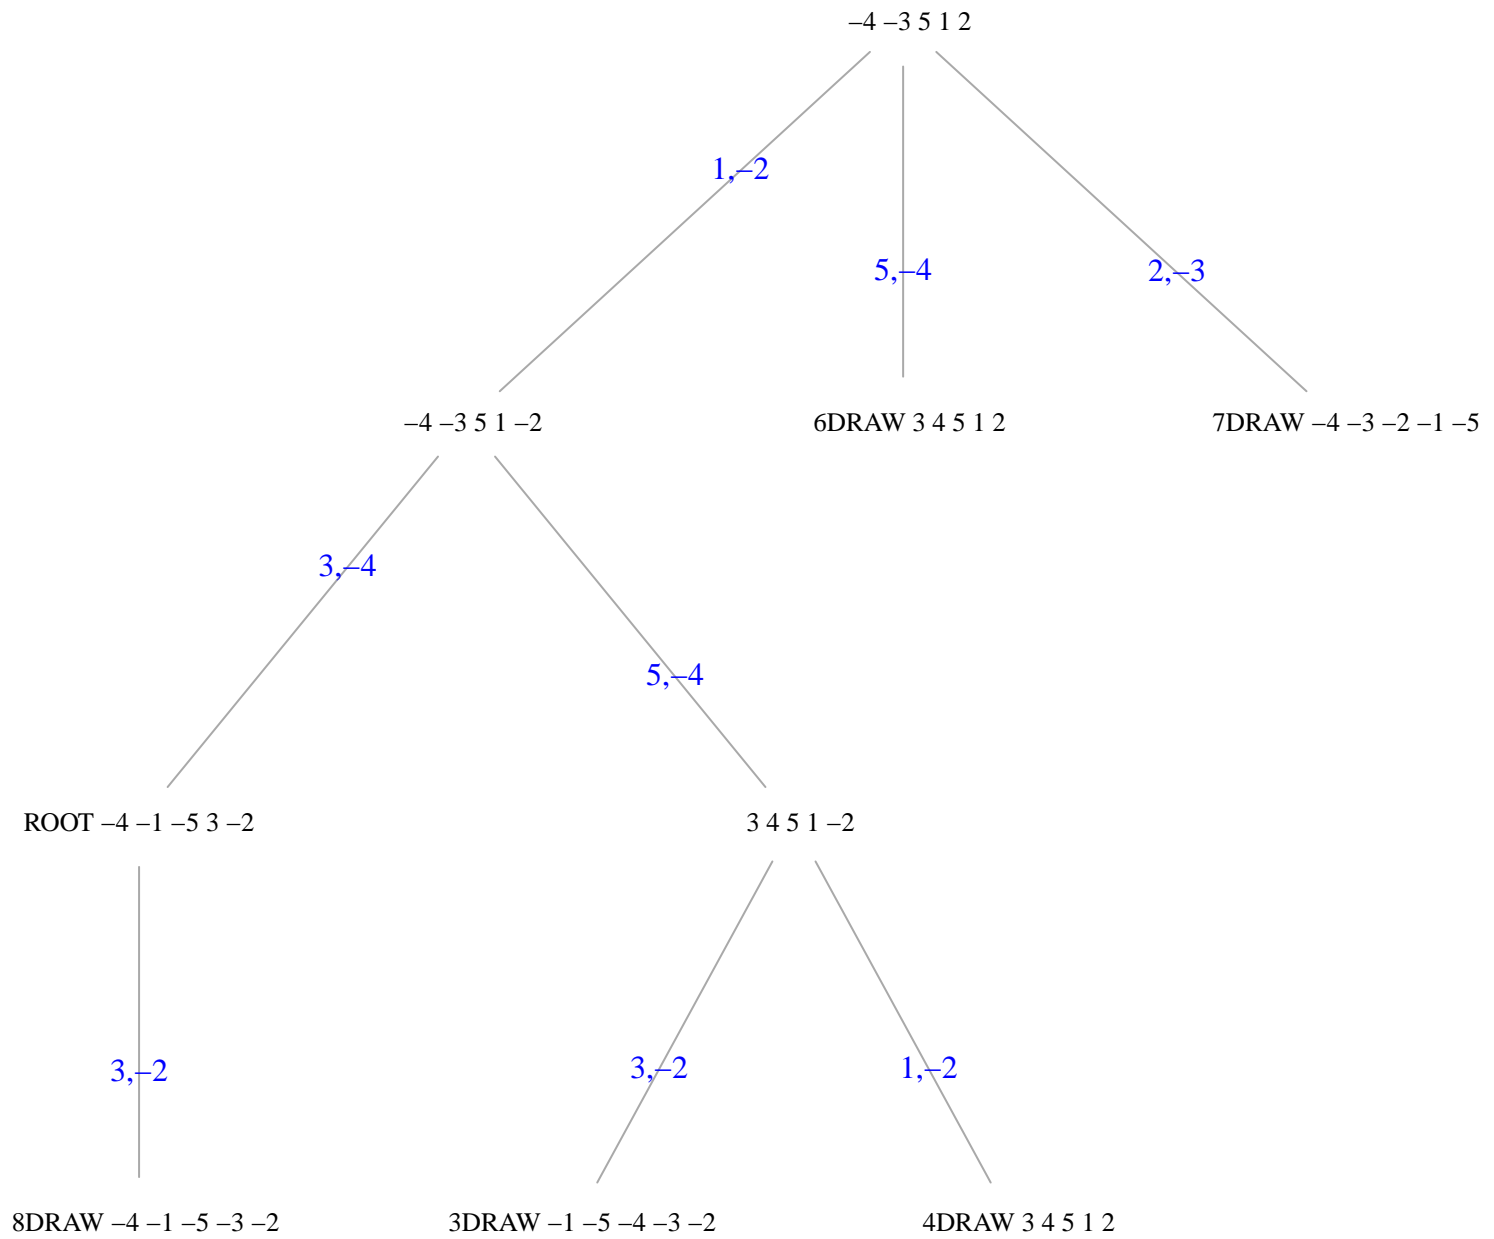 –4 –3 5 1 2
1,–2
5,–4
2,–3
–4 –3 5 1 –2
6DRAW 3 4 5 1 2
7DRAW –4 –3 –2 –1 –5
3,–4
5,–4
ROOT –4 –1 –5 3 –2
3 4 5 1 –2
3,–2
3,–2
1,–2
8DRAW –4 –1 –5 –3 –2
3DRAW –1 –5 –4 –3 –2
4DRAW 3 4 5 1 2